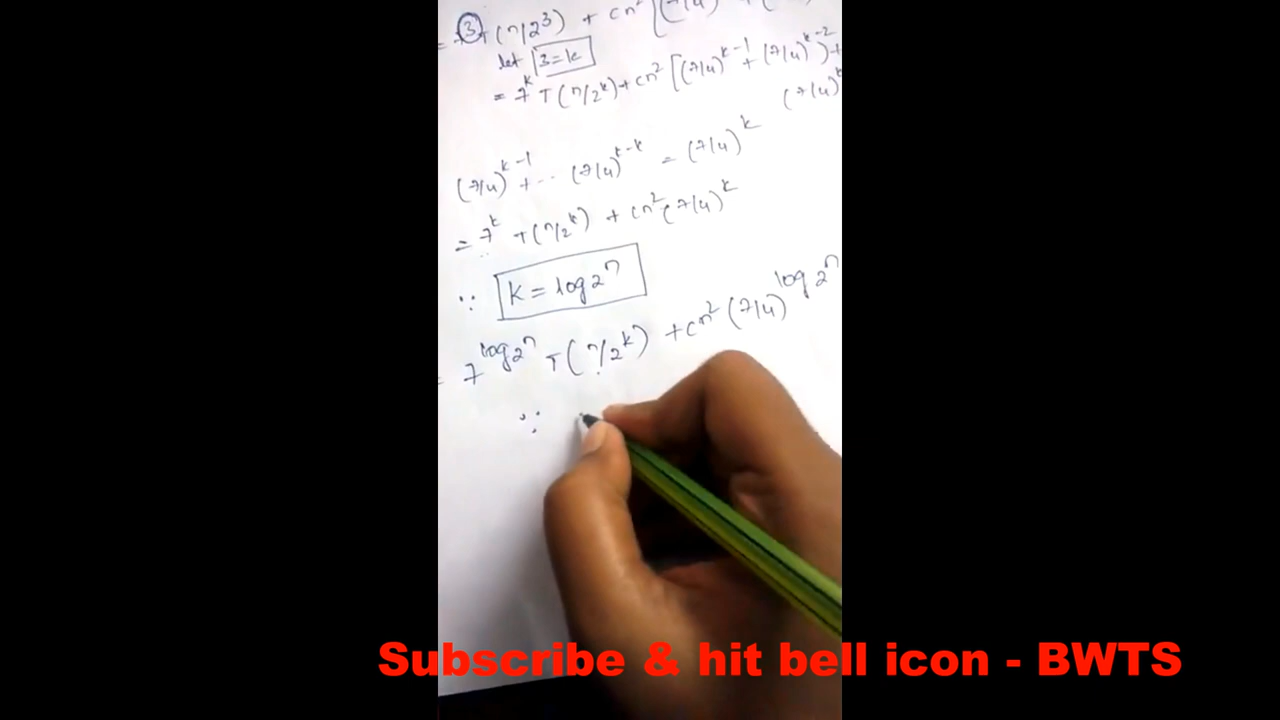 = 7³T(n/2³) + cn² [(7/4)
let 3=k
= 7ᵏ T(n/2ᵏ)+cn² [(7/4)ᵏ⁻¹ + (7/4)ᵏ⁻²)+
(7/4)ᵏ
(7/4)ᵏ⁻¹ + ... (7/4)ᵏ⁻ᵏ = (7/4)ᵏ
= 7ᵏ T(n/2ᵏ) + cn²(7/4)ᵏ
∵ k = log2ⁿ
= 7^log2ⁿ T(n/2ᵏ) + cn² (7/4)^log2ⁿ
∵
Subscribe & hit bell icon - BWTS